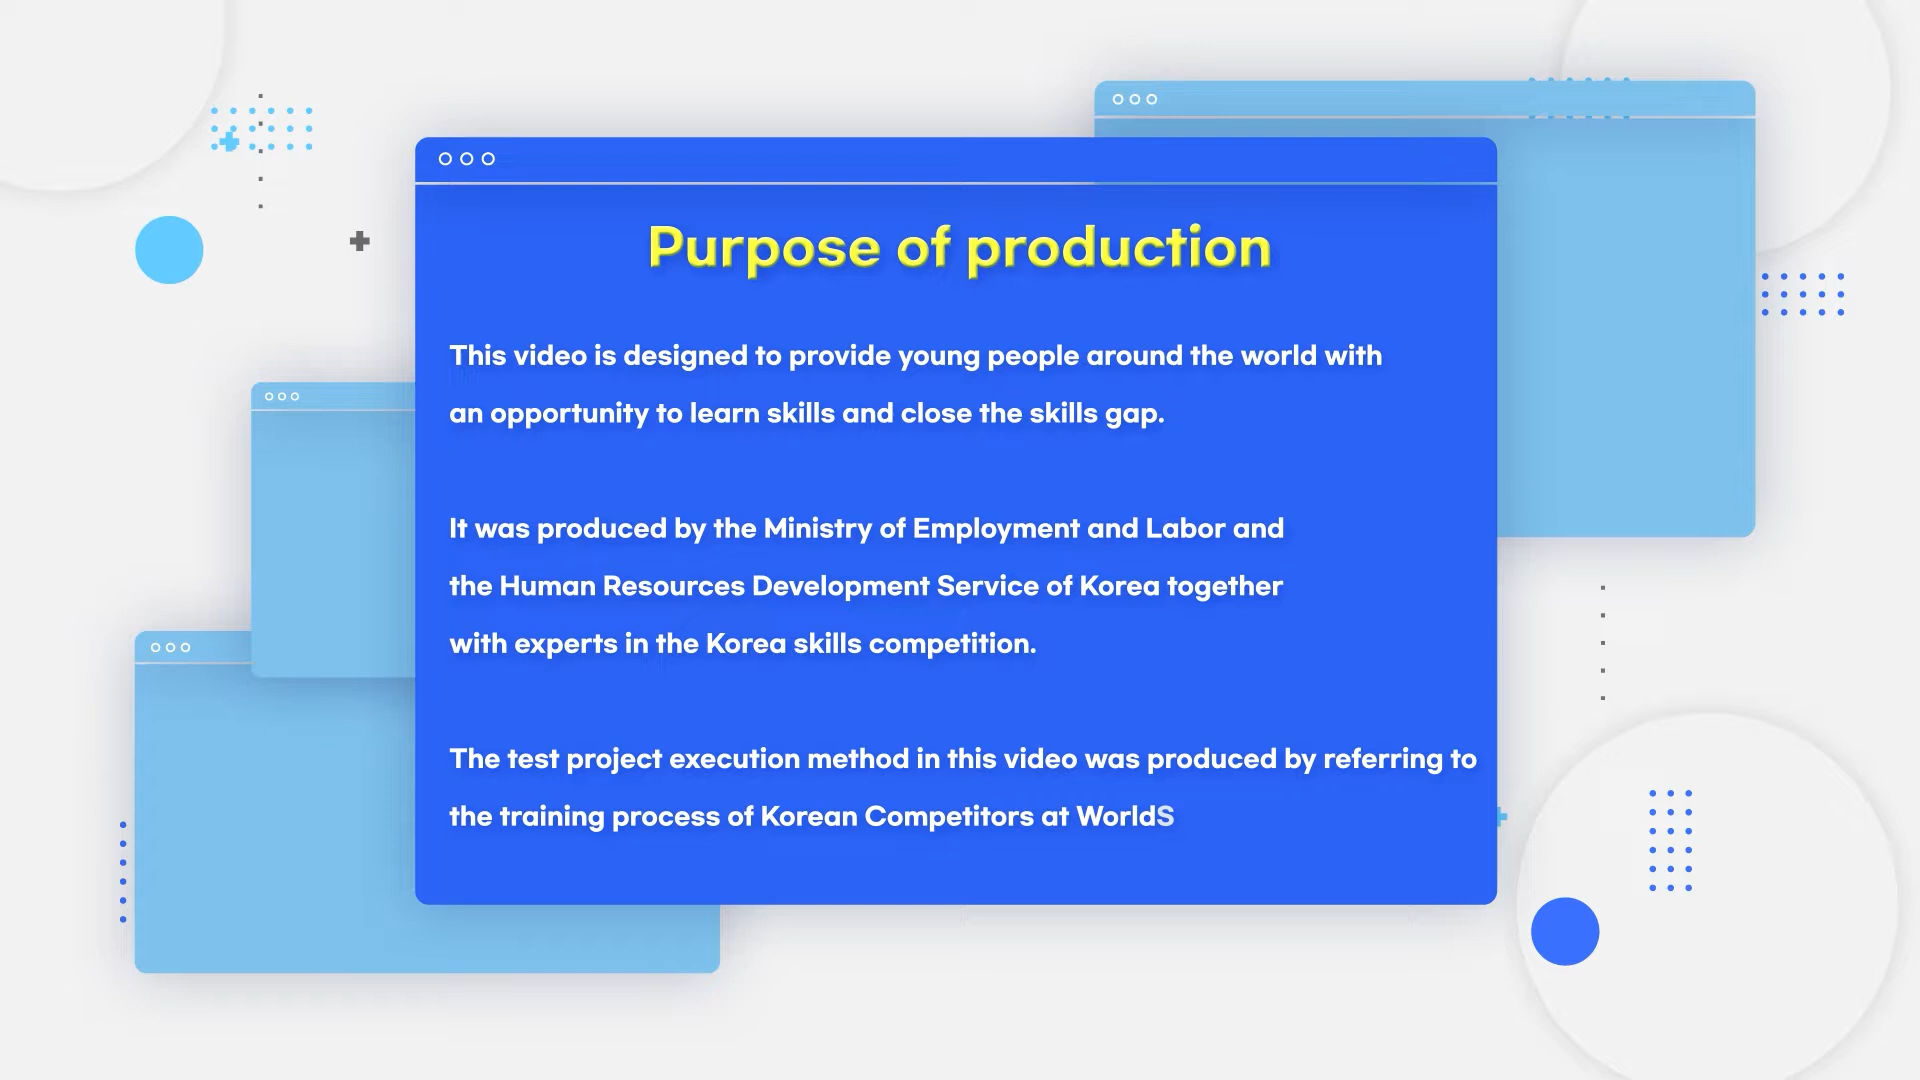 Purpose of production
This video is designed to provide young people around the world with
an opportunity to learn skills and close the skills gap.
It was produced by the Ministry of Employment and Labor and
the Human Resources Development Service of Korea together
with experts in the Korea skills competition.
The test project execution method in this video was produced by referring to
the training process of Korean Competitors at WorldS